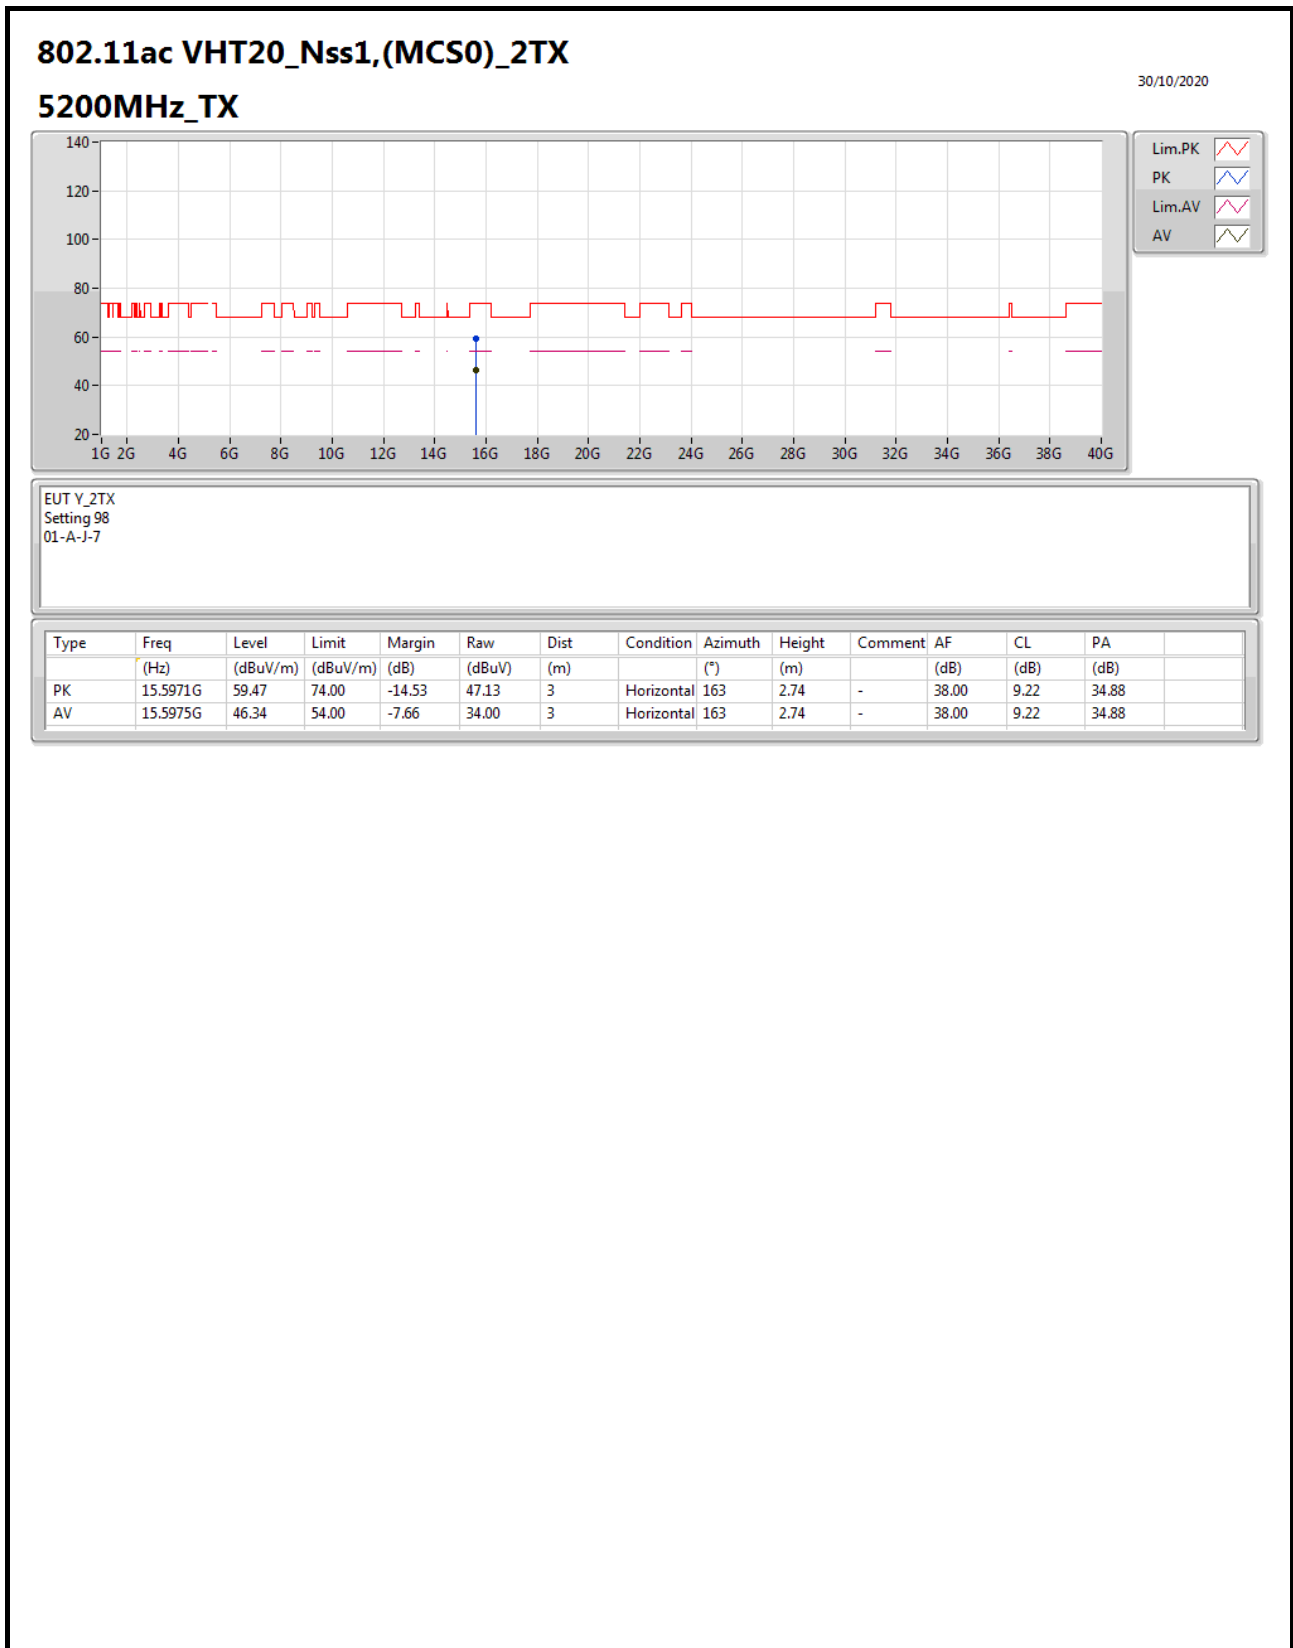 802.11ac VHT20_Nss1,(MCS0)_2TX
30/10/2020
5200MHz_TX
140
120
100
80
60
40
20
1G 2G 4G 6G 8G 10G 12G 14G 16G 18G 20G 22G 24G 26G 28G 30G 32G 34G 36G 38G 40G
Lim.PK
PK
Lim.AV
AV
EUT Y_2TX
Setting 98
01-A-J-7
Type Freq Level Limit Margin Raw Dist Condition Azimuth Height Comment AF CL PA
(Hz) (dBuV/m) (dBuV/m) (dB) (dBuV) (m) (°) (m) (dB) (dB) (dB)
PK 15.5971G 59.47 74.00 -14.53 47.13 3 Horizontal 163 2.74 - 38.00 9.22 34.88
AV 15.5975G 46.34 54.00 -7.66 34.00 3 Horizontal 163 2.74 - 38.00 9.22 34.88